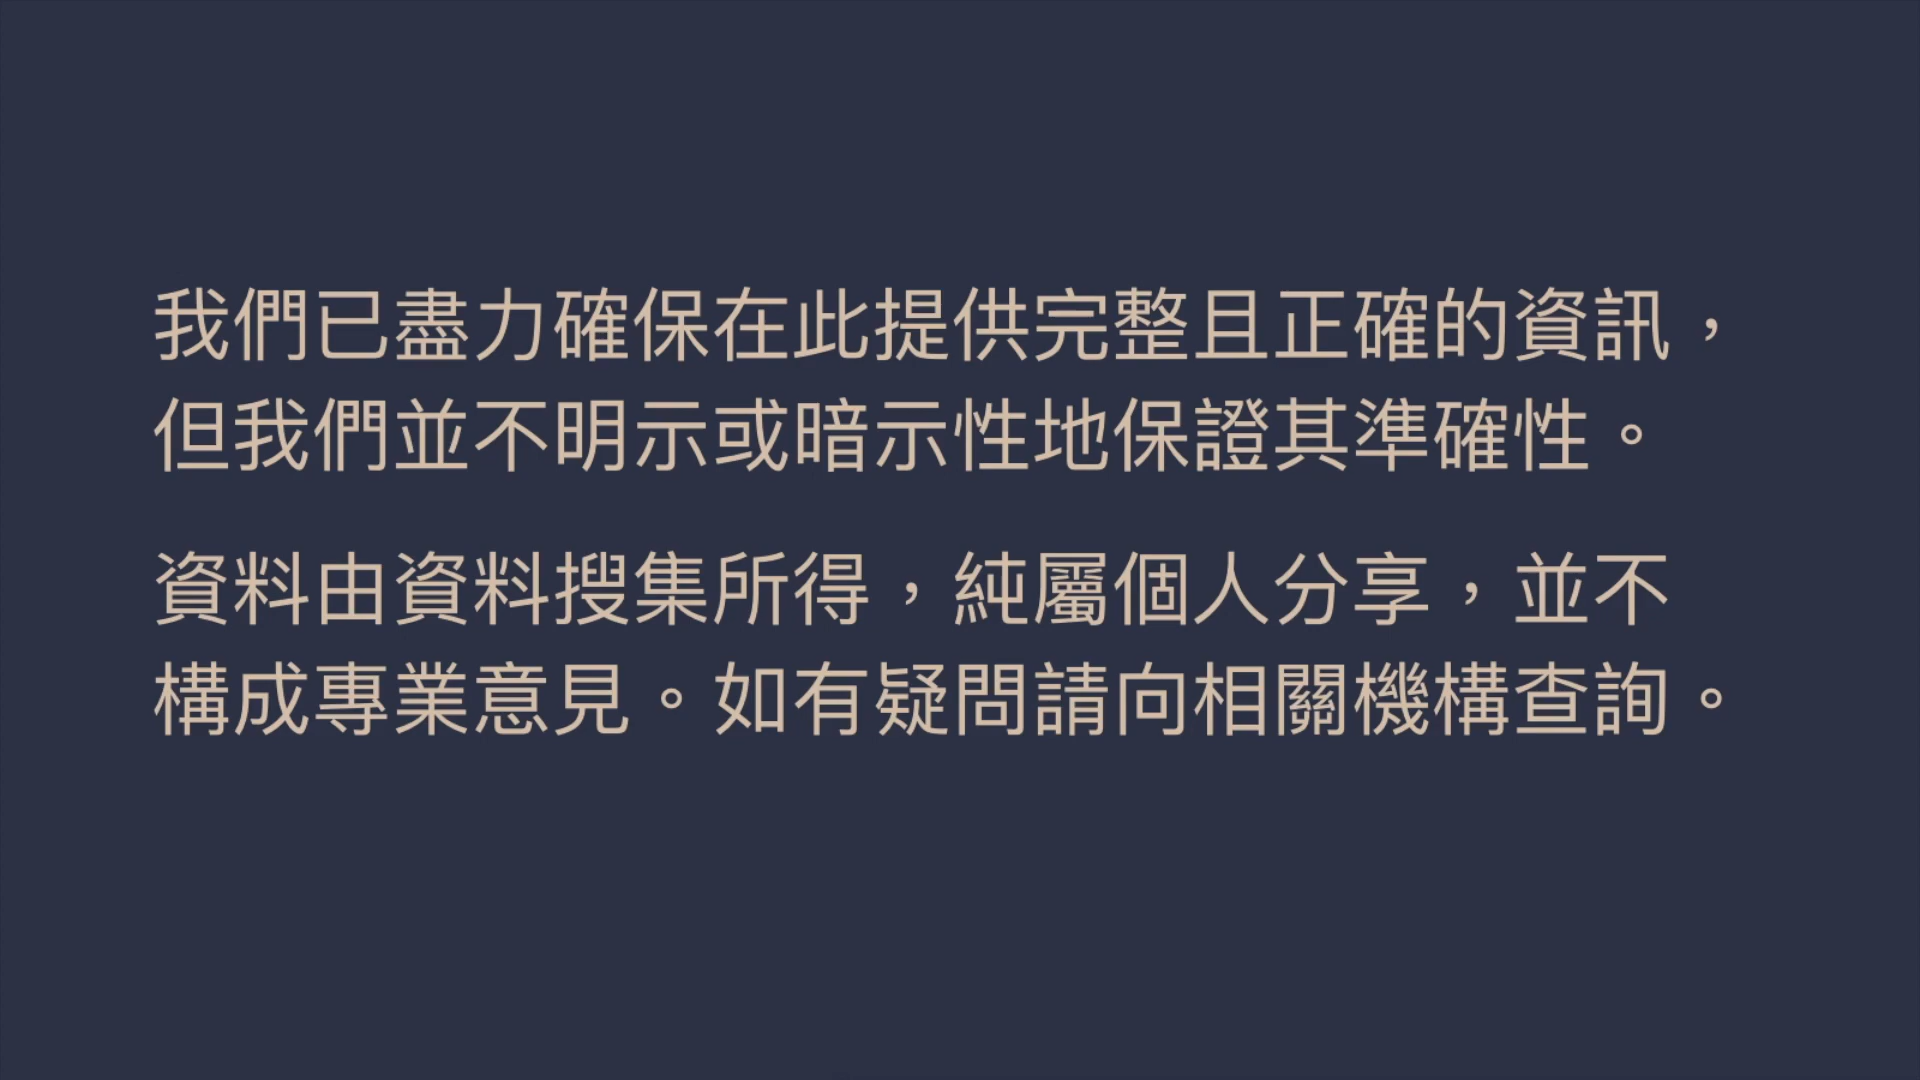 我們已盡力確保在此提供完整且正確的資訊，
但我們並不明示或暗示性地保證其準確性。
資料由資料搜集所得，純屬個人分享，並不
構成專業意見。如有疑問請向相關機構查詢。